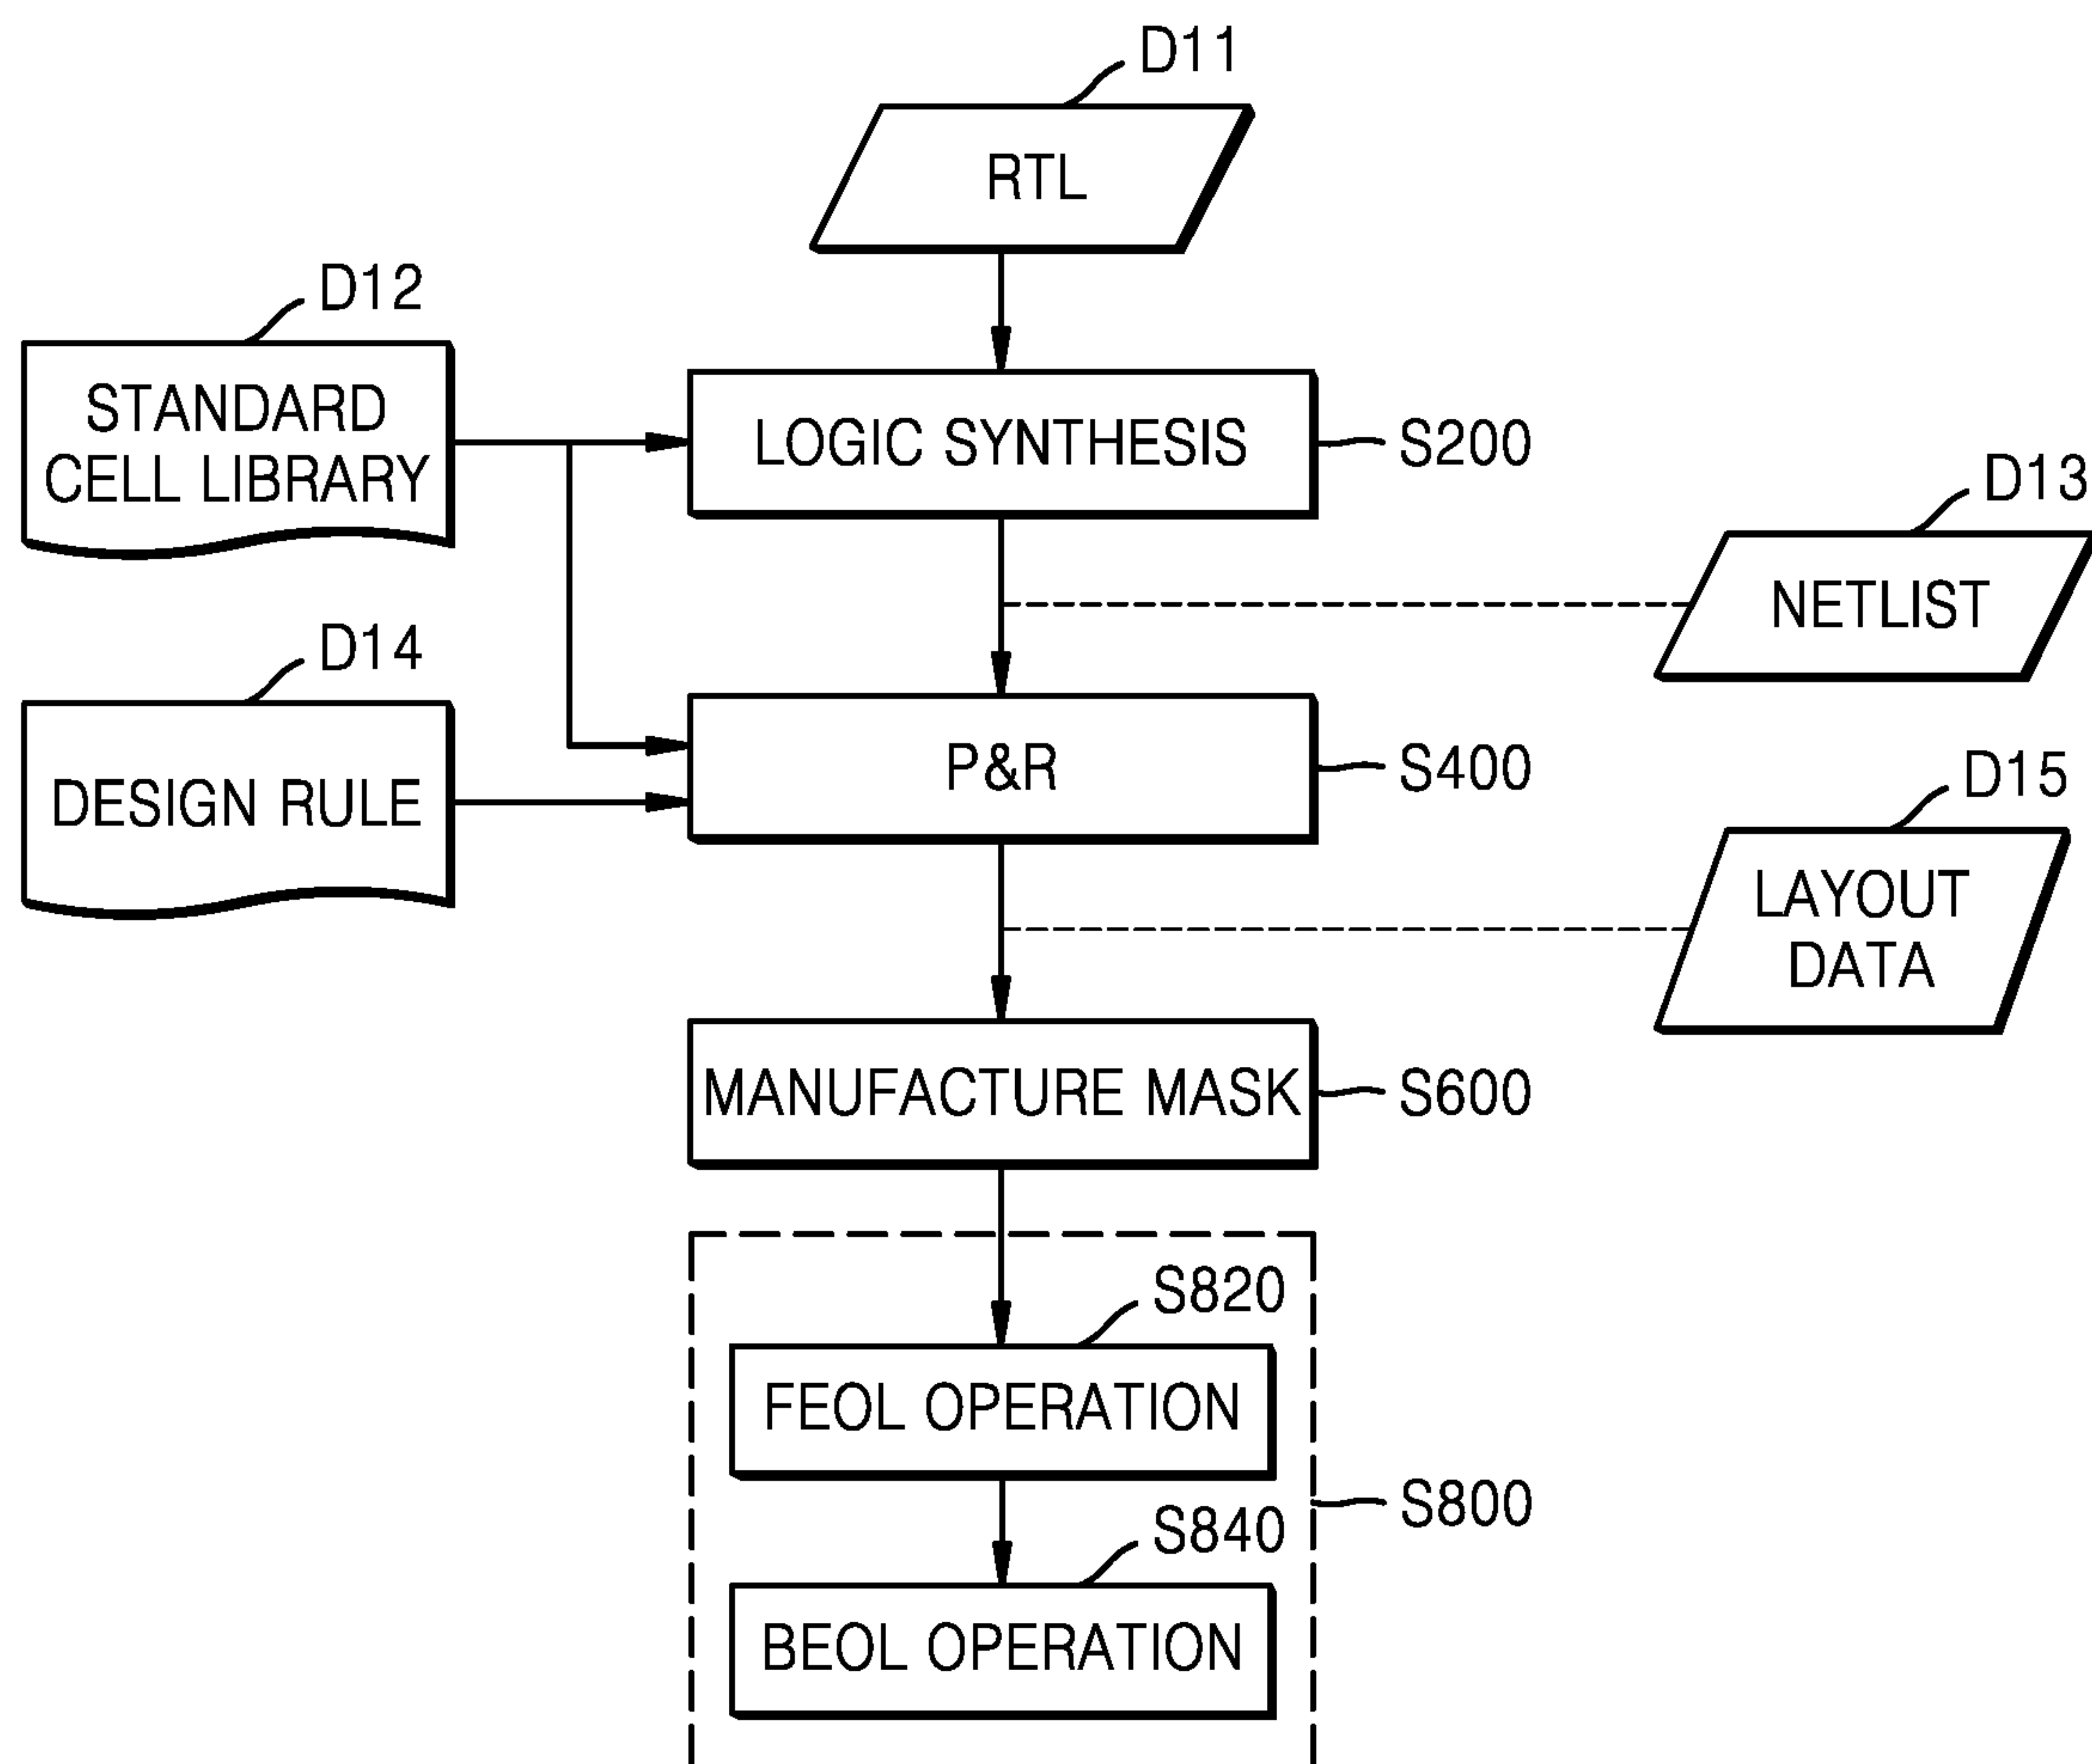 D11
RTL
D12
STANDARD
CELL LIBRARY
LOGIC SYNTHESIS
S200
D13
NETLIST
D14
DESIGN RULE
P&R
S400
D15
LAYOUT
DATA
MANUFACTURE MASK
S600
S820
FEOL OPERATION
S800
S840
BEOL OPERATION